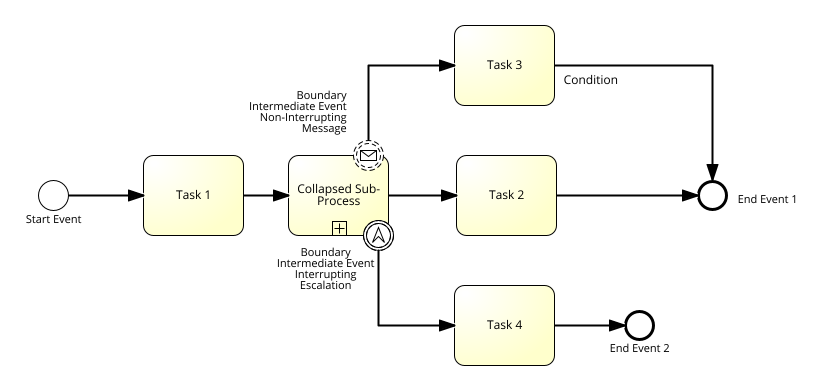 Task 3
Condition
Boundary
Intermediate Event
Non-Interrupting
Message
Start Event
Task 1
Collapsed Sub-
Process
Task 2
End Event 1
Boundary
Intermediate Event
Interrupting
Escalation
Task 4
End Event 2